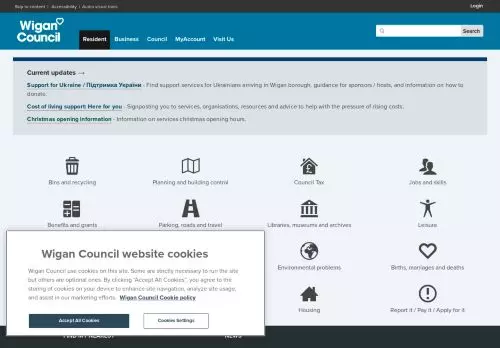 Skip to content | Accessibility | Audio visual tools
Login
Wigan
Council
Resident Business Council MyAccount Visit Us
Search
Current updates →
Support for Ukraine / Підтримка України - Find support services for Ukrainians arriving in Wigan borough, guidance for sponsors / hosts, and information on how to
donate.
Cost of living support: Here for you - Signposting you to services, organisations, resources and advice to help with the pressure of rising costs.
Christmas opening information - Information on services christmas opening hours.
Bins and recycling
Planning and building control
Council Tax
Jobs and skills
Benefits and grants
Parking, roads and travel
Libraries, museums and archives
Leisure
Environmental problems
Births, marriages and deaths
Housing
Report it / Pay it / Apply for it
Wigan Council website cookies
Wigan Council use cookies on this site. Some are strictly necessary to run the site
but others are optional ones. By clicking "Accept All Cookies", you agree to the
storing of cookies on your device to enhance site navigation, analyze site usage,
and assist in our marketing efforts. Wigan Council Cookie policy
Accept All Cookies
Cookies Settings
FIND MY NEAREST
NEWS